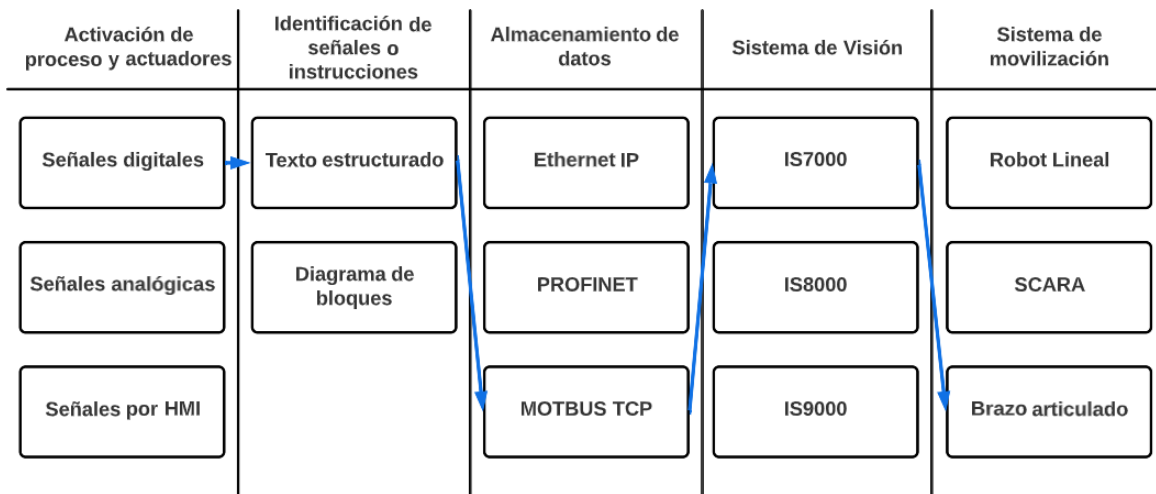 Activación de
proceso y actuadores
Identificación de
señales o
instrucciones
Almacenamiento de
datos
Sistema de Visión
Sistema de
movilización
Señales digitales
Texto estructurado
Ethernet IP
IS7000
Robot Lineal
Señales analógicas
Diagrama de
bloques
PROFINET
IS8000
SCARA
Señales por HMI
MOTBUS TCP
IS9000
Brazo articulado